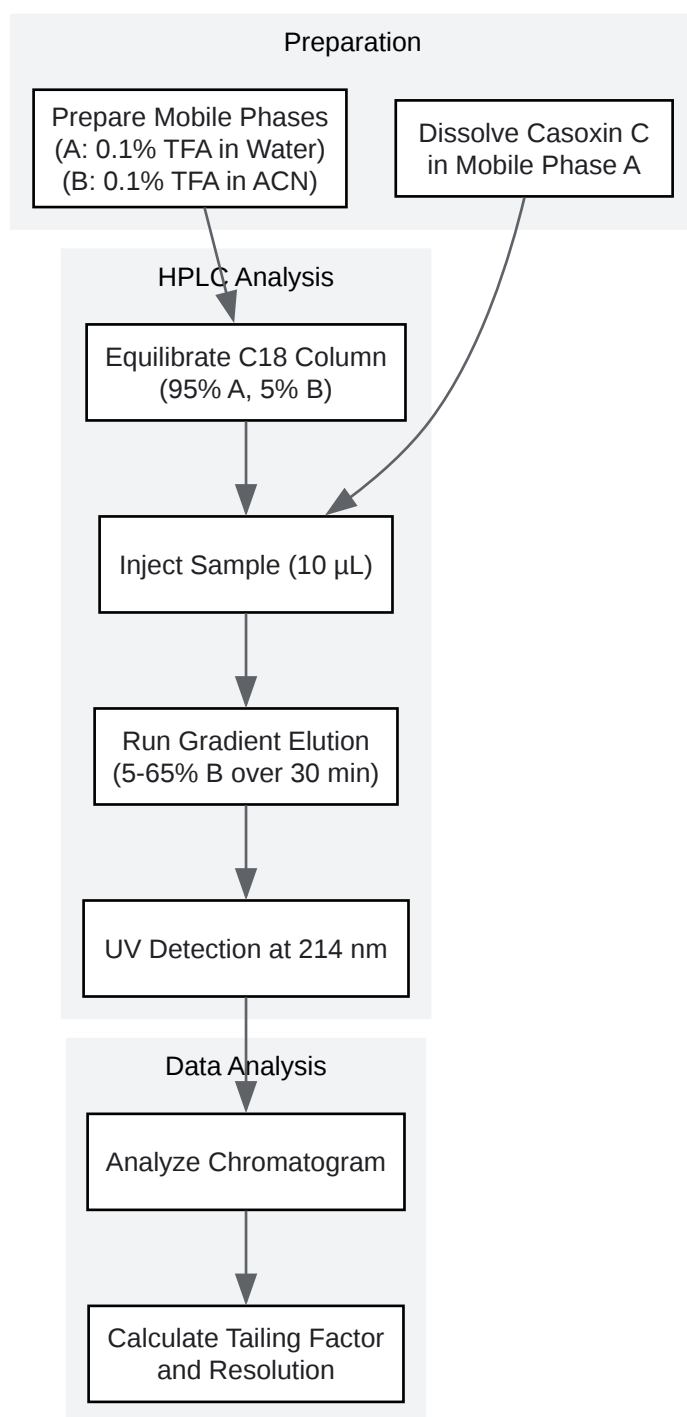 Preparation
Prepare Mobile Phases
(A: 0.1% TFA in Water)
(B: 0.1% TFA in ACN)
Dissolve Casoxin C
in Mobile Phase A
HPLC Analysis
Equilibrate C18 Column
(95% A, 5% B)
Inject Sample (10 µL)
Run Gradient Elution
(5-65% B over 30 min)
UV Detection at 214 nm
Data Analysis
Analyze Chromatogram
Calculate Tailing Factor
and Resolution